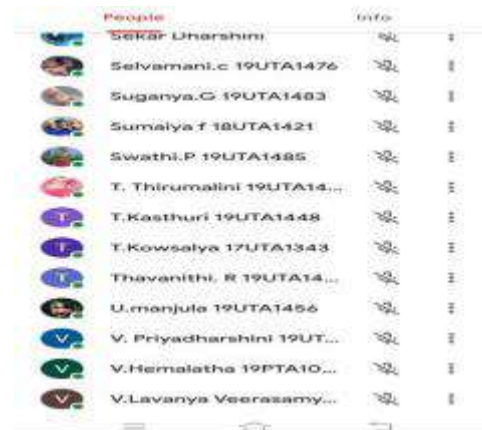 People Info
Sekar Dharshini
Selvamani.c 19UTA1476
Suganya.G 19UTA1483
Sumaiya f 18UTA1421
Swathi.P 19UTA1485
T. Thirumalini 19UTA14...
T T.Kasthuri 19UTA1448
T T.Kowsalya 17UTA1343
T Thavanithi. R 19UTA14...
U.manjula 19UTA1456
V V. Priyadharshini 19UT...
V V.Hemalatha 19PTA10...
V V.Lavanya Veerasamy...